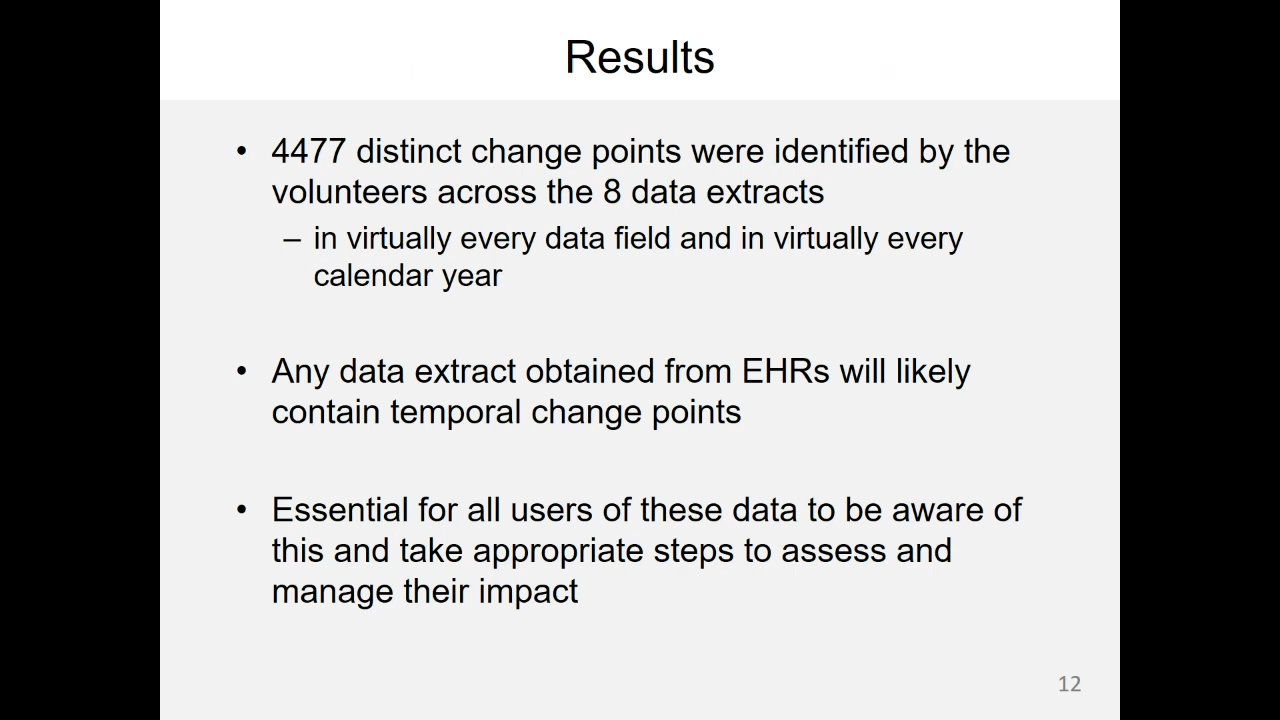 Results
• 4477 distinct change points were identified by the
volunteers across the 8 data extracts
– in virtually every data field and in virtually every
calendar year
• Any data extract obtained from EHRs will likely
contain temporal change points
• Essential for all users of these data to be aware of
this and take appropriate steps to assess and
manage their impact
12